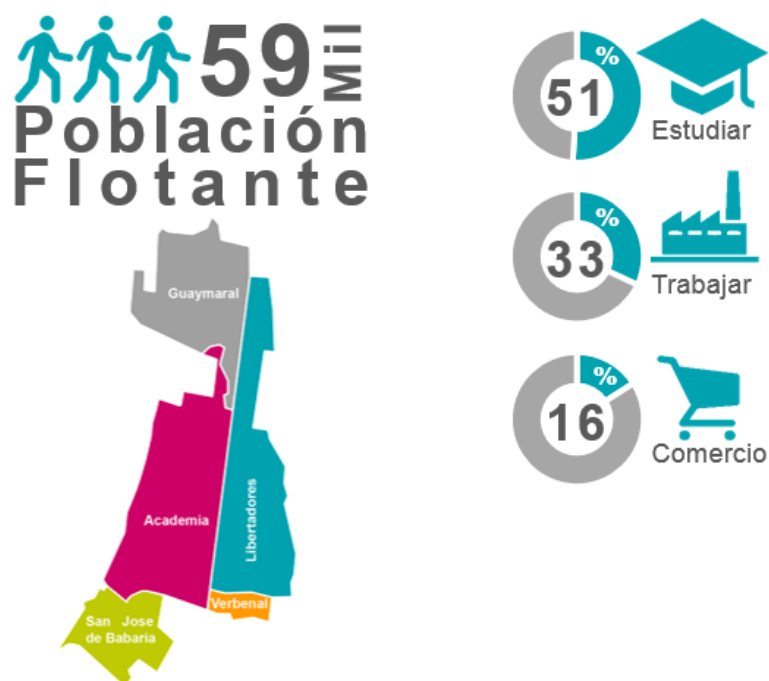 59 Mil
Población
Flotante
Guaymaral
Academia
Libertadores
Verbenal
San Jose
de Babaria
%
51
Estudiar
%
33
Trabajar
%
16
Comercio